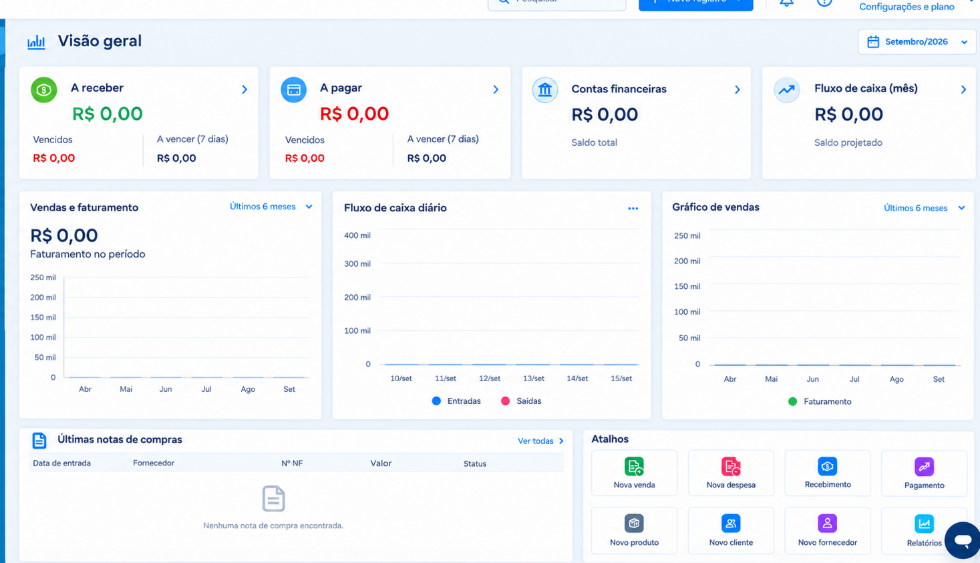 Configurações e plano
Visão geral
Setembro/2026
A receber
R$ 0,00
Vencidos
R$ 0,00
A vencer (7 dias)
R$ 0,00
A pagar
R$ 0,00
Vencidos
R$ 0,00
A vencer (7 dias)
R$ 0,00
Contas financeiras
R$ 0,00
Saldo total
Fluxo de caixa (mês)
R$ 0,00
Saldo projetado
Vendas e faturamento
Últimos 6 meses
R$ 0,00
Faturamento no período
250 mil
200 mil
150 mil
100 mil
50 mil
0
Abr Mai Jun Jul Ago Set
Fluxo de caixa diário
400 mil
300 mil
200 mil
100 mil
0
10/set 11/set 12/set 13/set 14/set 15/set
Entradas Saídas
Gráfico de vendas
Últimos 6 meses
250 mil
200 mil
150 mil
100 mil
50 mil
0
Abr Mai Jun Jul Ago Set
Faturamento
Últimas notas de compras
Ver todas
Data de entrada Fornecedor Nº NF Valor Status
Nenhuma nota de compra encontrada.
Atalhos
Nova venda
Nova despesa
Recebimento
Pagamento
Novo produto
Novo cliente
Novo fornecedor
Relatórios